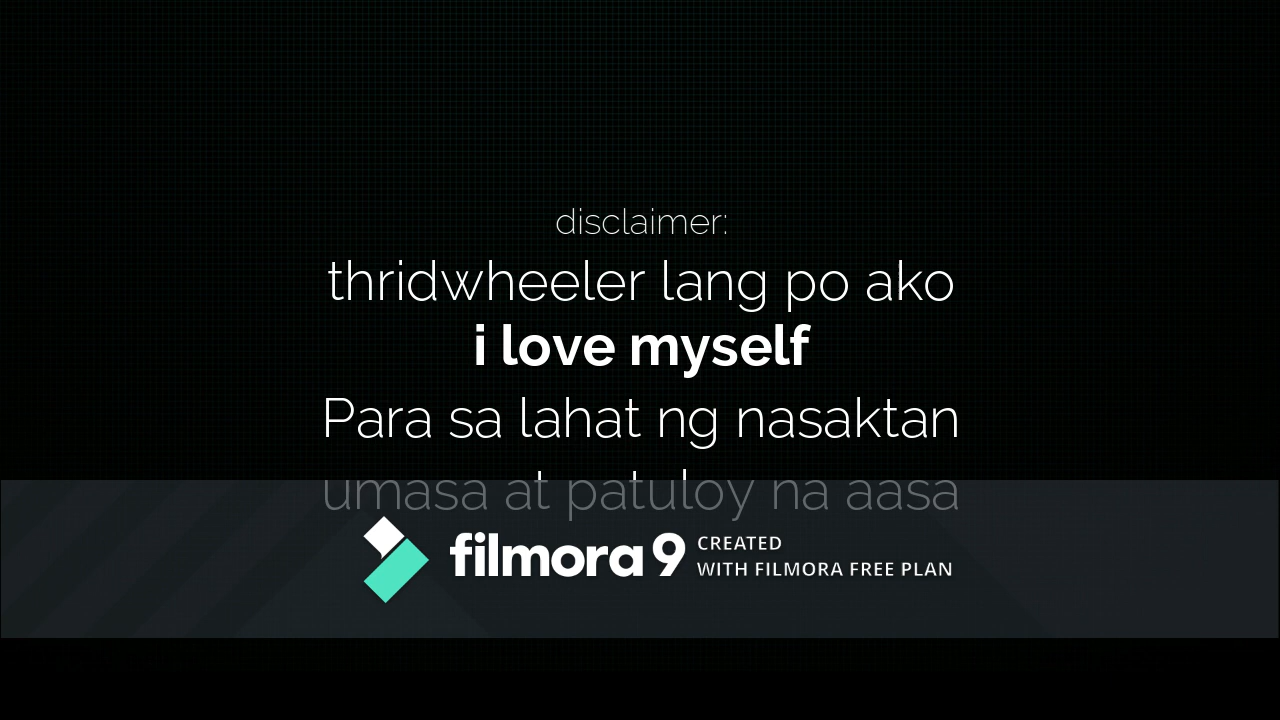 disclaimer:
thridwheeler lang po ako
i love myself
Para sa lahat ng nasaktan
umasa at patuloy na aasa
filmora 9 CREATED
WITH FILMORA FREE PLAN